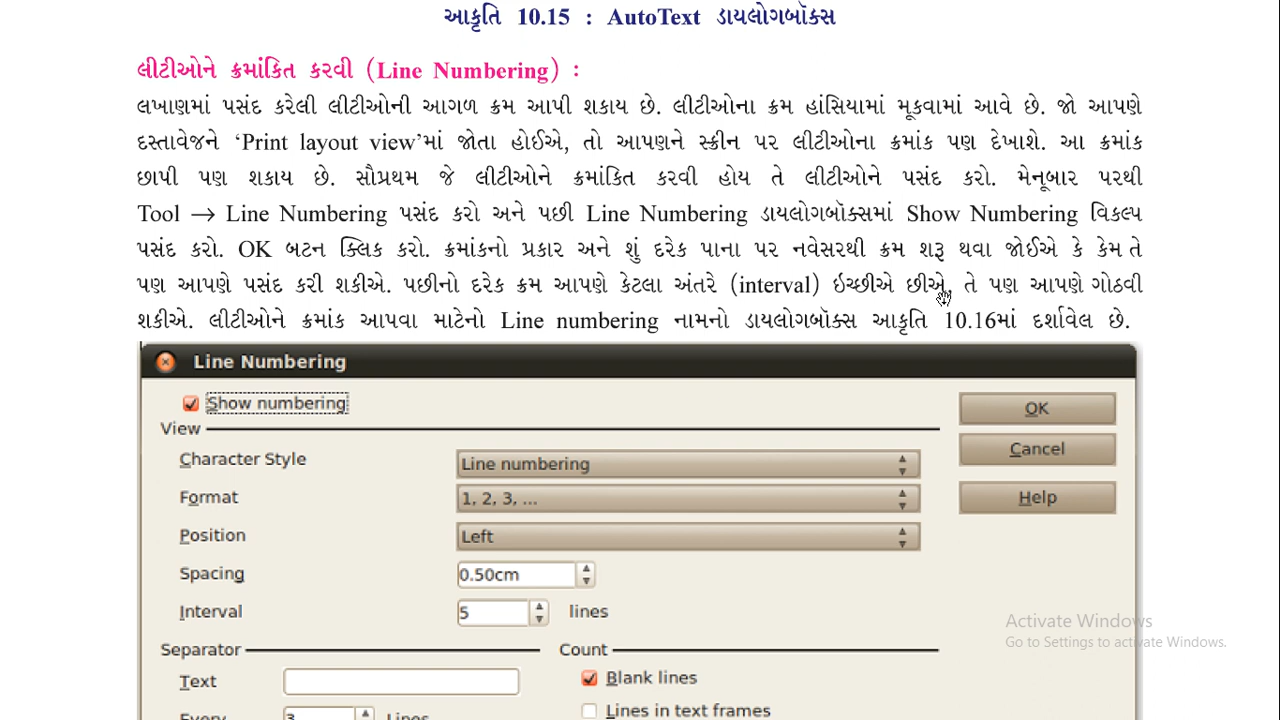 આકૃતિ 10.15 : AutoText ડાયલોગબૉક્સ
લીટીઓને ક્રમાંકિત કરવી (Line Numbering) :
લખાણમાં પસંદ કરેલી લીટીઓની આગળ ક્રમ આપી શકાય છે. લીટીઓના ક્રમ હાંસિયામાં મૂકવામાં આવે છે. જો આપણે
દસ્તાવેજને ‘Print layout view’માં જોતા હોઈએ, તો આપણને સ્ક્રીન પર લીટીઓના ક્રમાંક પણ દેખાશે. આ ક્રમાંક
છાપી પણ શકાય છે. સૌપ્રથમ જે લીટીઓને ક્રમાંકિત કરવી હોય તે લીટીઓને પસંદ કરો. મેનૂબાર પરથી
Tool → Line Numbering પસંદ કરો અને પછી Line Numbering ડાયલોગબૉક્સમાં Show Numbering વિકલ્પ
પસંદ કરો. OK બટન ક્લિક કરો. ક્રમાંકનો પ્રકાર અને શું દરેક પાના પર નવેસરથી ક્રમ શરૂ થવા જોઈએ કે કેમ તે
પણ આપણે પસંદ કરી શકીએ. પછીનો દરેક ક્રમ આપણે કેટલા અંતરે (interval) ઇચ્છીએ છીએ, તે પણ આપણે ગોઠવી
શકીએ. લીટીઓને ક્રમાંક આપવા માટેનો Line numbering નામનો ડાયલોગબૉક્સ આકૃતિ 10.16માં દર્શાવેલ છે.
Line Numbering
Show numbering
OK
View
Cancel
Character Style Line numbering
Format 1, 2, 3, ...
Help
Position Left
Spacing 0.50cm
Interval 5 lines
Activate Windows
Go to Settings to activate Windows.
Separator Count
Text Blank lines
Every 3 Lines Lines in text frames